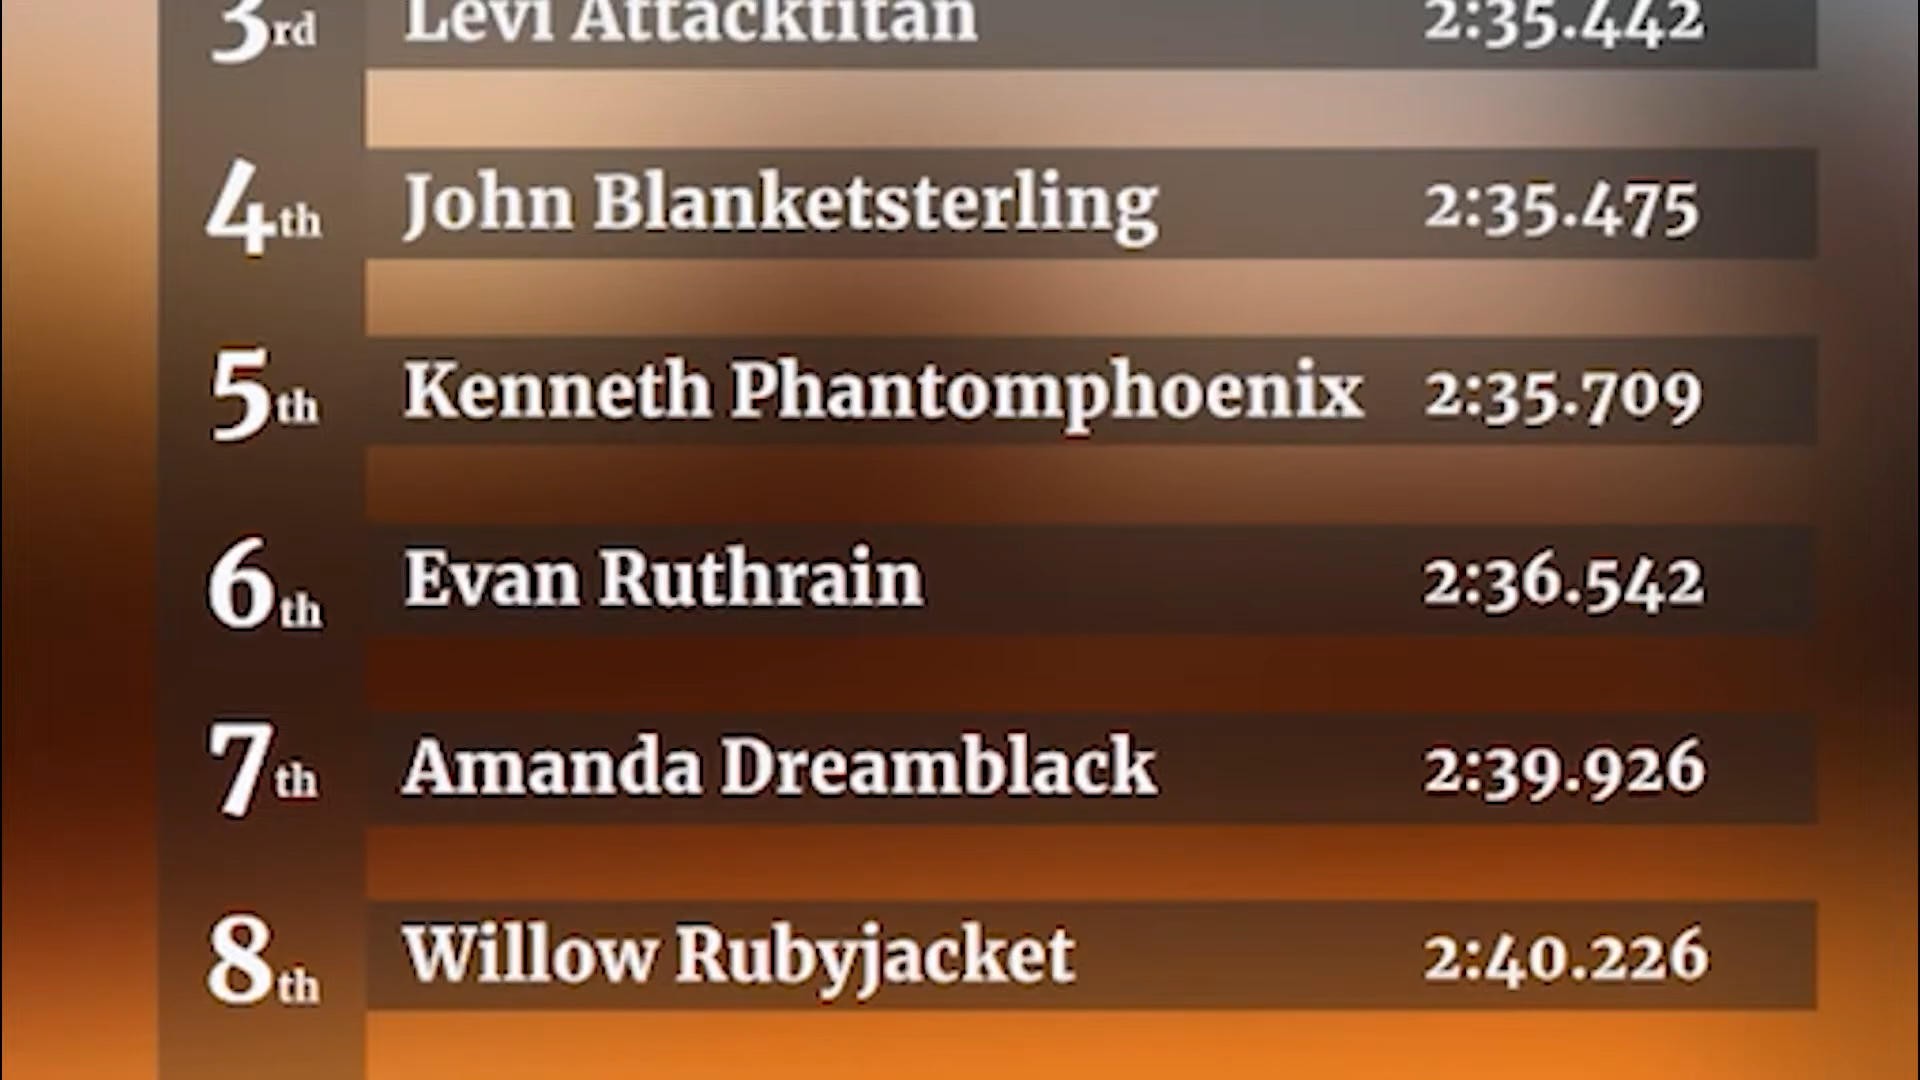 3rd Levi Attacktitan 2:35.442
4th John Blanketsterling 2:35.475
5th Kenneth Phantomphoenix 2:35.709
6th Evan Ruthrain 2:36.542
7th Amanda Dreamblack 2:39.926
8th Willow Rubyjacket 2:40.226